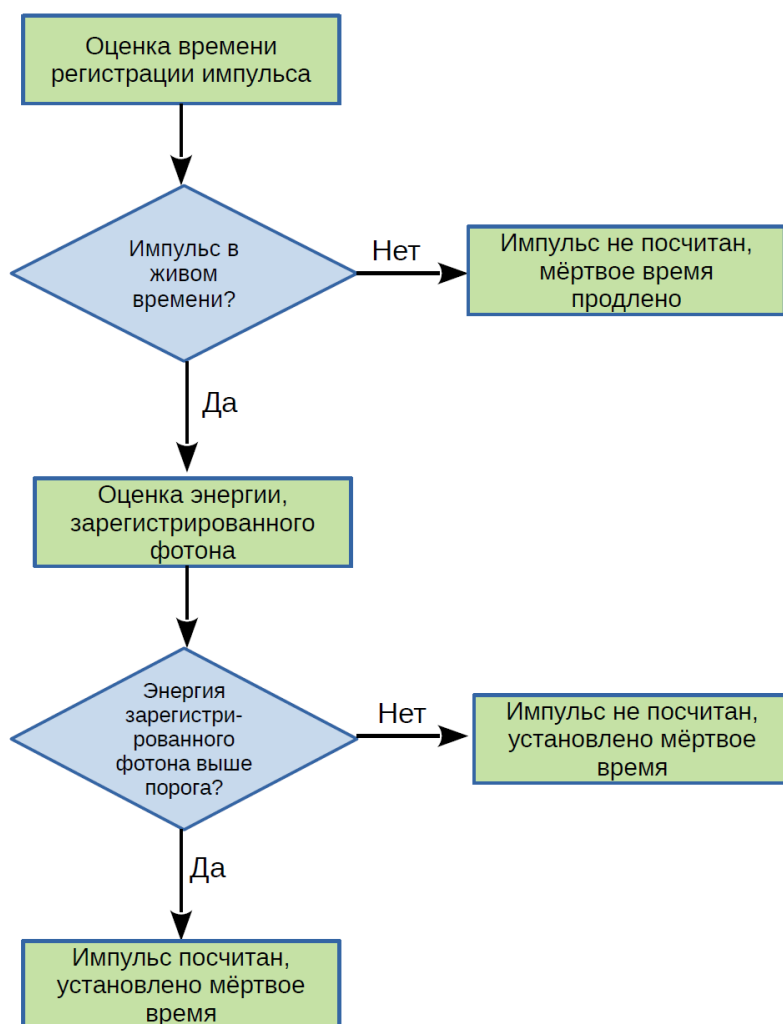 Оценка времени
регистрации импульса
Импульс в
живом
времени?
Нет
Импульс не посчитан,
мёртвое время
продлено
Да
Оценка энергии,
зарегистрированного
фотона
Энергия
зарегистри-
рованного
фотона выше
порога?
Нет
Импульс не посчитан,
установлено мёртвое
время
Да
Импульс посчитан,
установлено мёртвое
время